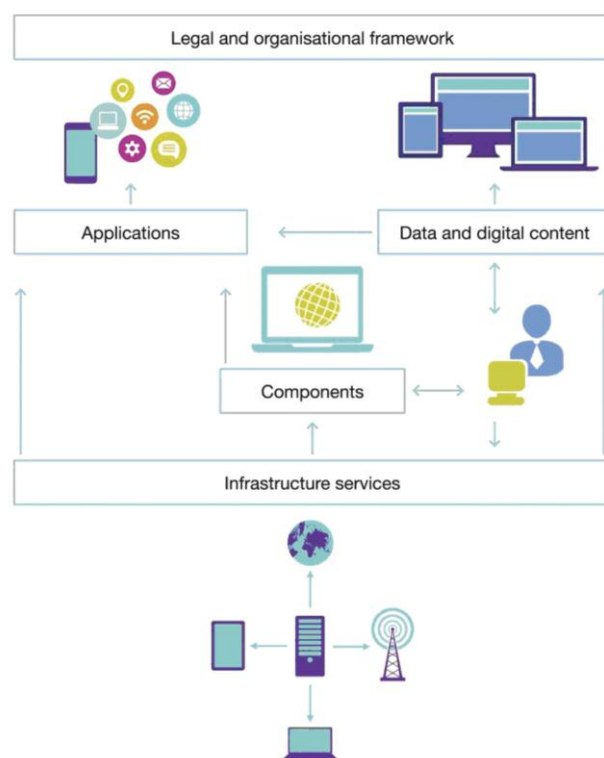 Legal and organisational framework
Applications
Data and digital content
Components
Infrastructure services